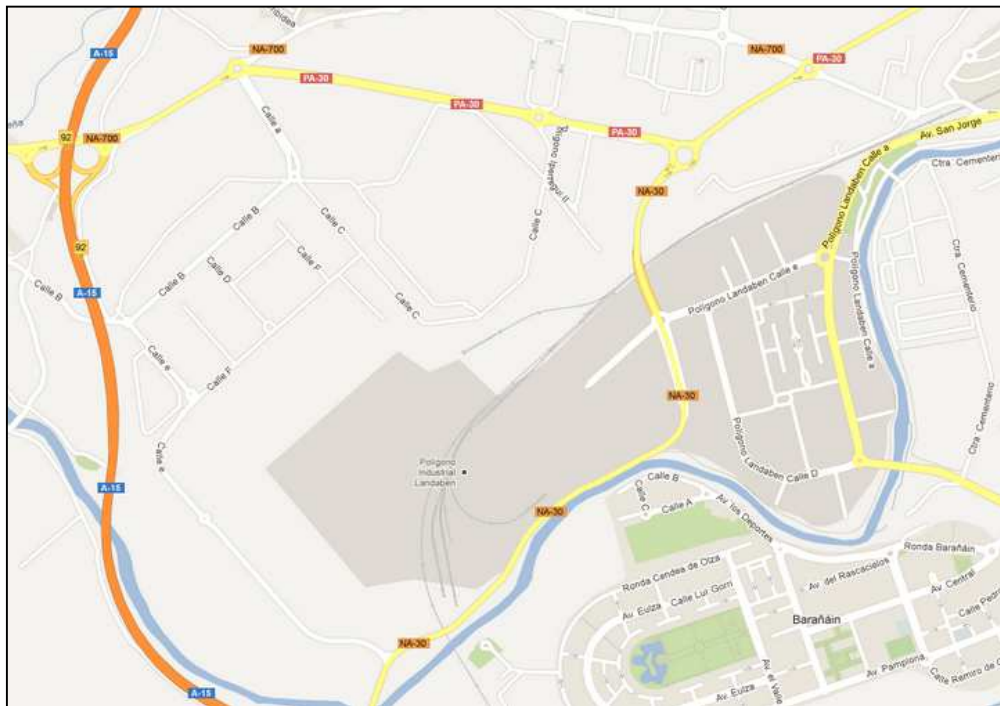 A-15
NA-700
PA-30
NA-700
PA-30
PA-30
92
NA-700
Calle a
Av. San Jorge
Ctra. Cementerio
NA-30
Calle B
Calle C
Calle C
Polígono Landaben Calle a
92
Calle B
Calle D
Calle F
Calle B
A-15
Calle C
Polígono Landaben Calle e
Polígono Landaben Calle a
Ctra. Cementerio
Calle e
Calle F
NA-30
Ctra. Cementerio
Calle e
Polígono
Industrial
Landaben
Polígono Landaben Calle D
A-15
NA-30
Calle B
Calle C
Calle A
Av. los Deportes
Ronda Barañáin
Ronda Cendea de Olza
Av. del Rascacielos
Av. Central
Av. Eulza
Calle Luir Gorri
Barañáin
NA-30
Av. el Valle
Av. Pamplona
Av. Eulza
Calle Remiro de
A-15